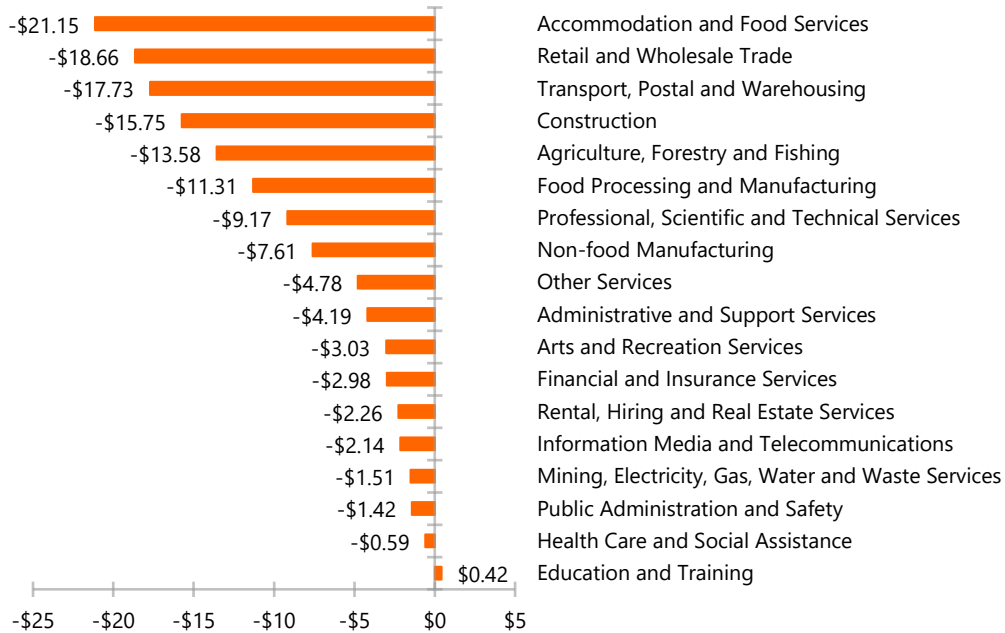 -$21.15 Accommodation and Food Services
-$18.66 Retail and Wholesale Trade
-$17.73 Transport, Postal and Warehousing
-$15.75 Construction
-$13.58 Agriculture, Forestry and Fishing
-$11.31 Food Processing and Manufacturing
-$9.17 Professional, Scientific and Technical Services
-$7.61 Non-food Manufacturing
-$4.78 Other Services
-$4.19 Administrative and Support Services
-$3.03 Arts and Recreation Services
-$2.98 Financial and Insurance Services
-$2.26 Rental, Hiring and Real Estate Services
-$2.14 Information Media and Telecommunications
-$1.51 Mining, Electricity, Gas, Water and Waste Services
-$1.42 Public Administration and Safety
-$0.59 Health Care and Social Assistance
$0.42 Education and Training
-$25 -$20 -$15 -$10 -$5 $0 $5